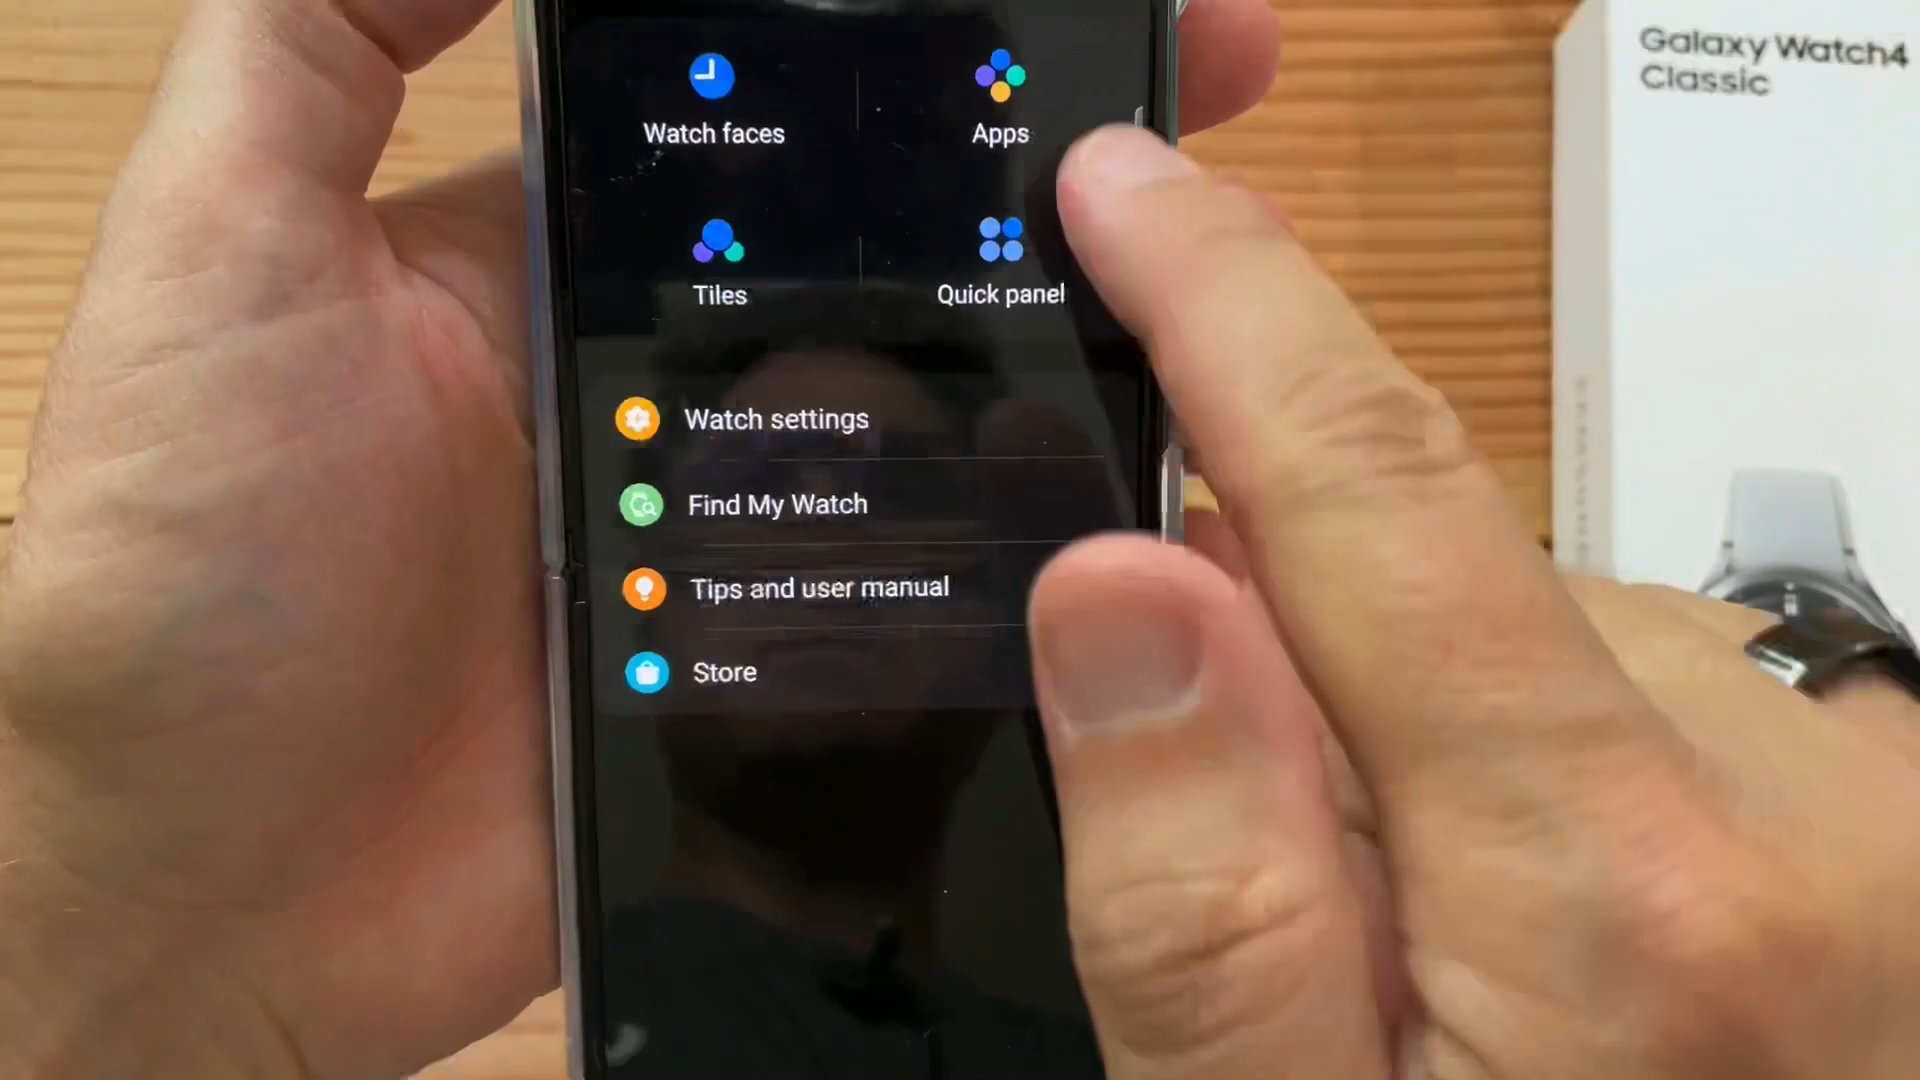 Galaxy Watch4
Classic
Watch faces
Apps
Tiles
Quick panel
Watch settings
Find My Watch
Tips and user manual
Store